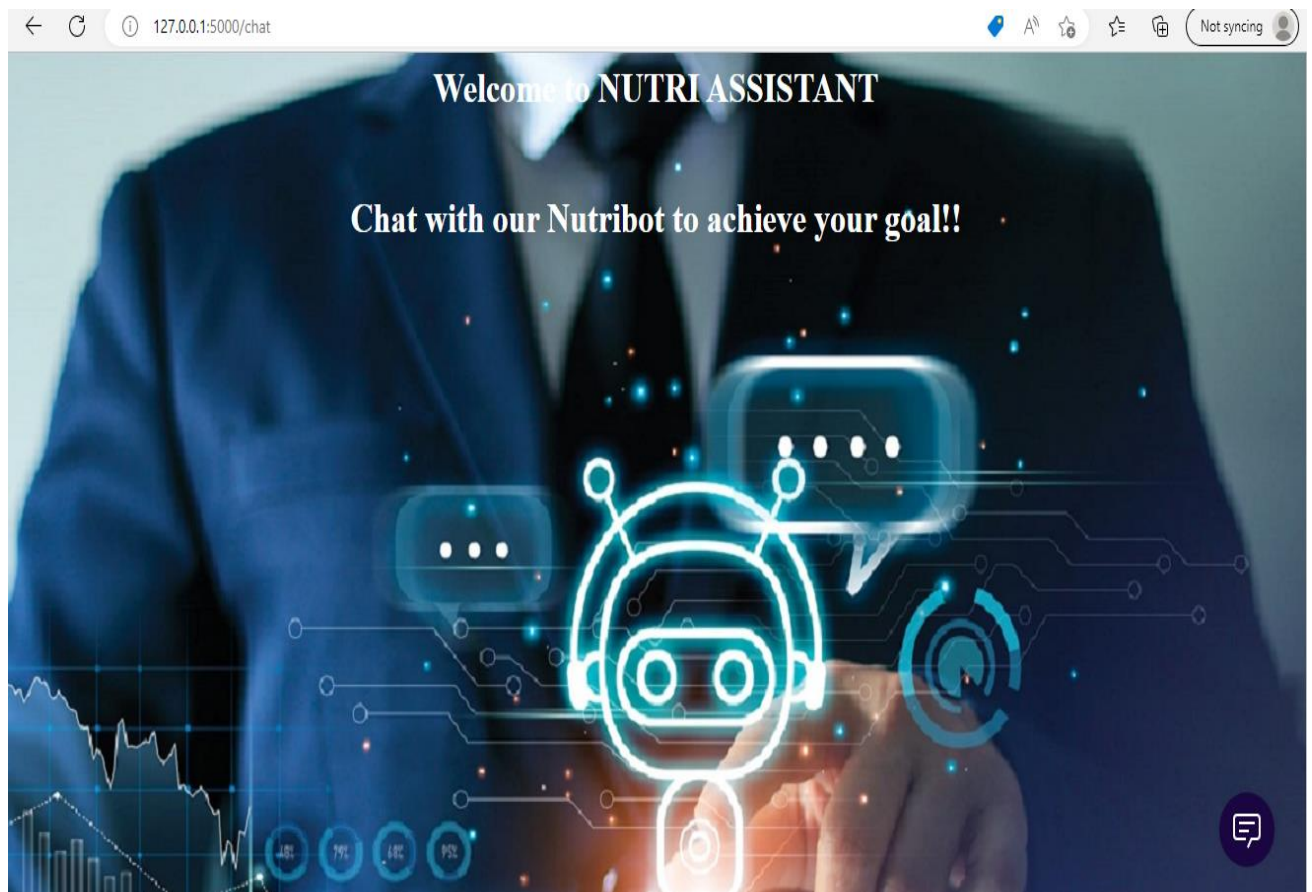 127.0.0.1:5000/chat
Not syncing
Welcome to NUTRI ASSISTANT
Chat with our Nutribot to achieve your goal!!